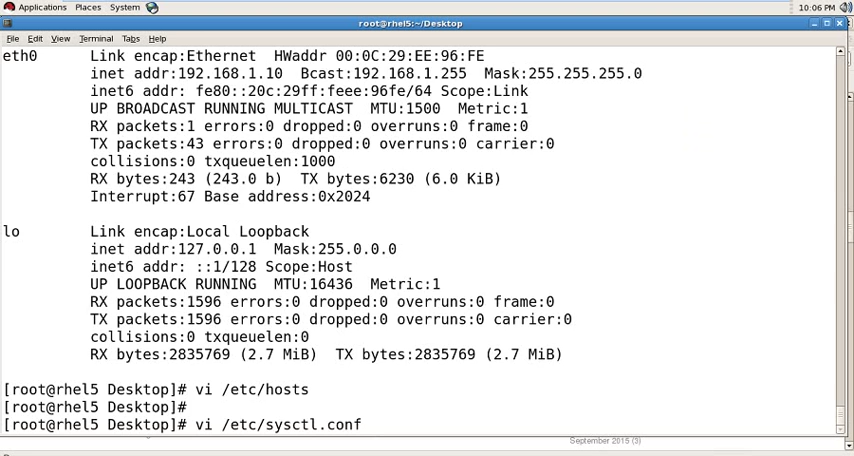 Applications Places System 10:06 PM
root@rhel5:~/Desktop
File Edit View Terminal Tabs Help
eth0 Link encap:Ethernet HWaddr 00:0C:29:EE:96:FE
inet addr:192.168.1.10 Bcast:192.168.1.255 Mask:255.255.255.0
inet6 addr: fe80::20c:29ff:feee:96fe/64 Scope:Link
UP BROADCAST RUNNING MULTICAST MTU:1500 Metric:1
RX packets:1 errors:0 dropped:0 overruns:0 frame:0
TX packets:43 errors:0 dropped:0 overruns:0 carrier:0
collisions:0 txqueuelen:1000
RX bytes:243 (243.0 b) TX bytes:6230 (6.0 KiB)
Interrupt:67 Base address:0x2024
lo Link encap:Local Loopback
inet addr:127.0.0.1 Mask:255.0.0.0
inet6 addr: ::1/128 Scope:Host
UP LOOPBACK RUNNING MTU:16436 Metric:1
RX packets:1596 errors:0 dropped:0 overruns:0 frame:0
TX packets:1596 errors:0 dropped:0 overruns:0 carrier:0
collisions:0 txqueuelen:0
RX bytes:2835769 (2.7 MiB) TX bytes:2835769 (2.7 MiB)
[root@rhel5 Desktop]# vi /etc/hosts
[root@rhel5 Desktop]#
[root@rhel5 Desktop]# vi /etc/sysctl.conf
September 2015 (3)